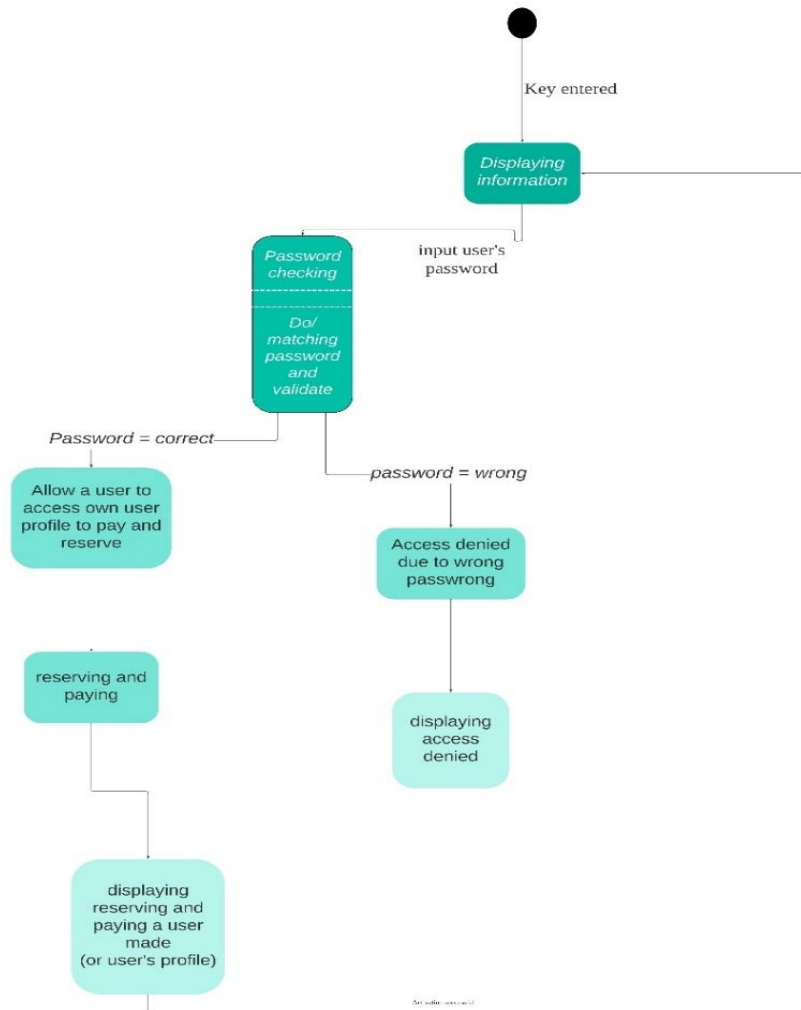 Key entered
Displaying
information
input user's
password
Password
checking
Do/
matching
password
and
validate
Password = correct
password = wrong
Allow a user to
access own user
profile to pay and
reserve
Access denied
due to wrong
passwrong
reserving and
paying
displaying
access
denied
displaying
reserving and
paying a user
made
(or user's profile)